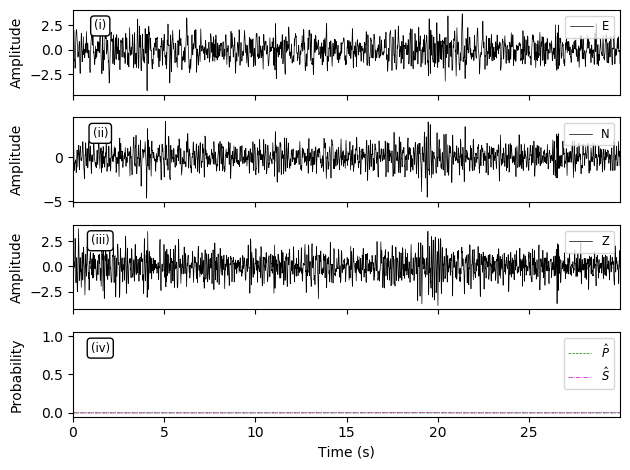 Amplitude
2.5
0.0
−2.5
(i)
E
Amplitude
0
−5
(ii)
N
Amplitude
2.5
0.0
−2.5
(iii)
Z
Probability
1.0
0.5
0.0
(iv)
P̂
Ŝ
0 5 10 15 20 25
Time (s)